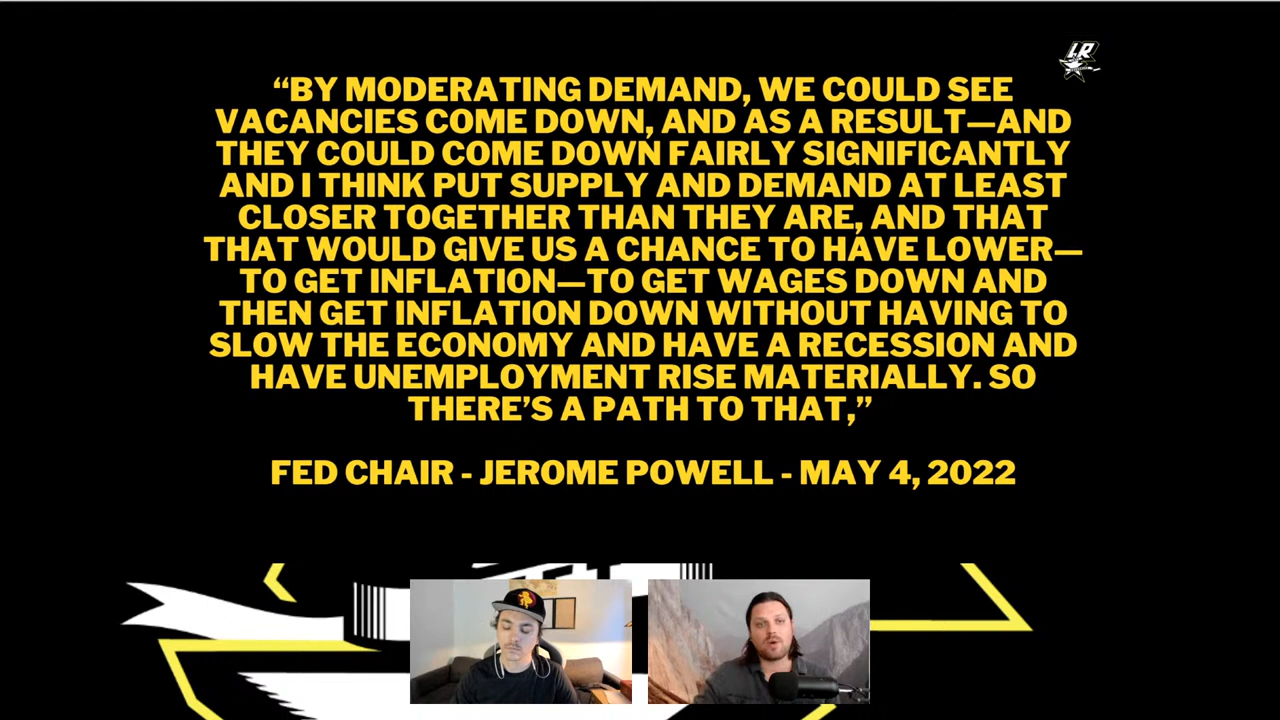 LR
“BY MODERATING DEMAND, WE COULD SEE
VACANCIES COME DOWN, AND AS A RESULT—AND
THEY COULD COME DOWN FAIRLY SIGNIFICANTLY
AND I THINK PUT SUPPLY AND DEMAND AT LEAST
CLOSER TOGETHER THAN THEY ARE, AND THAT
THAT WOULD GIVE US A CHANCE TO HAVE LOWER—
TO GET INFLATION—TO GET WAGES DOWN AND
THEN GET INFLATION DOWN WITHOUT HAVING TO
SLOW THE ECONOMY AND HAVE A RECESSION AND
HAVE UNEMPLOYMENT RISE MATERIALLY. SO
THERE’S A PATH TO THAT,”
FED CHAIR - JEROME POWELL - MAY 4, 2022